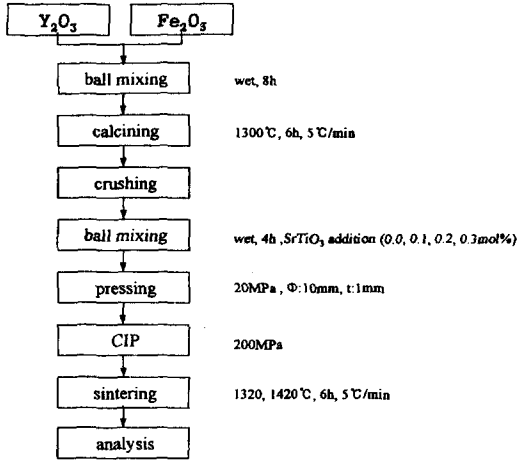 Y₂O₃ Fe₂O₃
ball mixing wet, 8h
calcining 1300℃, 6h, 5℃/min
crushing
ball mixing wet, 4h ,SrTiO₃ addition (0.0, 0.1, 0.2, 0.3mol%)
pressing 20MPa , Φ:10mm, t:1mm
CIP 200MPa
sintering 1320, 1420℃, 6h, 5℃/min
analysis